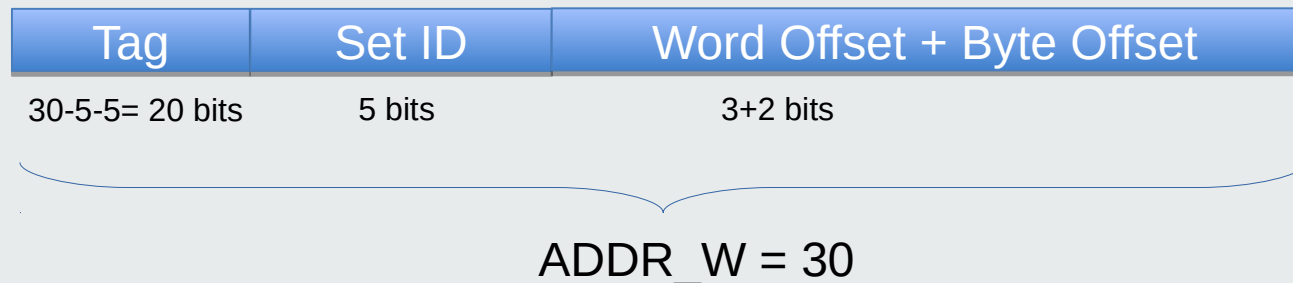 Tag Set ID Word Offset + Byte Offset
30-5-5= 20 bits 5 bits 3+2 bits
ADDR_W = 30